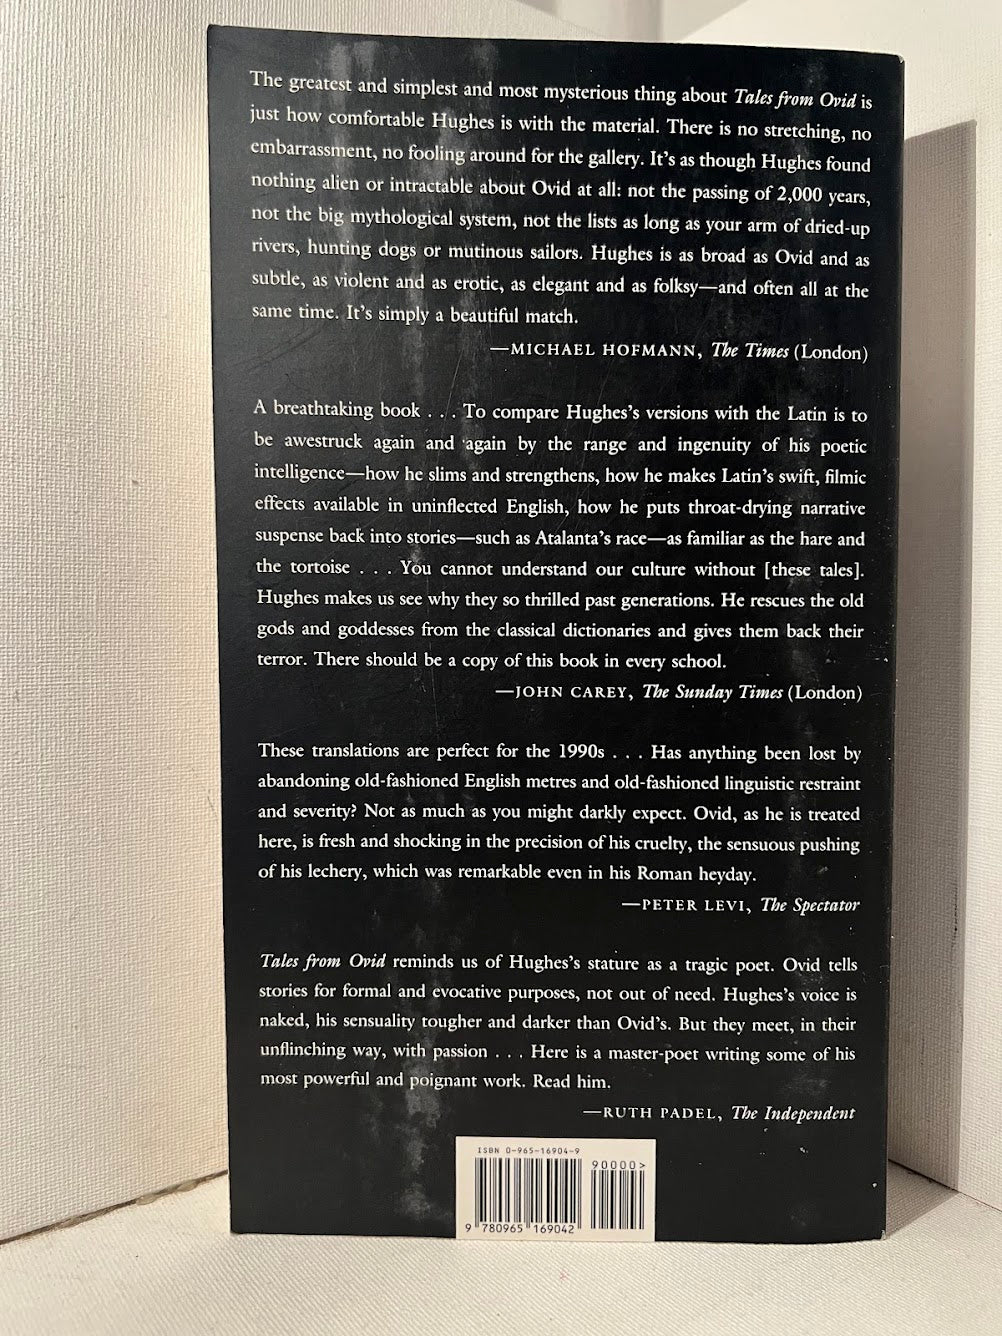 The greatest and simplest and most mysterious thing about Tales from Ovid is
just how comfortable Hughes is with the material. There is no stretching, no
embarrassment, no fooling around for the gallery. It's as though Hughes found
nothing alien or intractable about Ovid at all: not the passing of 2,000 years,
not the big mythological system, not the lists as long as your arm of dried-up
rivers, hunting dogs or mutinous sailors. Hughes is as broad as Ovid and as
subtle, as violent and as erotic, as elegant and as folksy—and often all at the
same time. It's simply a beautiful match.
—MICHAEL HOFMANN, The Times (London)
A breathtaking book . . . To compare Hughes's versions with the Latin is to
be awestruck again and again by the range and ingenuity of his poetic
intelligence—how he slims and strengthens, how he makes Latin's swift, filmic
effects available in uninflected English, how he puts throat-drying narrative
suspense back into stories—such as Atalanta's race—as familiar as the hare and
the tortoise . . . You cannot understand our culture without [these tales].
Hughes makes us see why they so thrilled past generations. He rescues the old
gods and goddesses from the classical dictionaries and gives them back their
terror. There should be a copy of this book in every school.
—JOHN CAREY, The Sunday Times (London)
These translations are perfect for the 1990s . . . Has anything been lost by
abandoning old-fashioned English metres and old-fashioned linguistic restraint
and severity? Not as much as you might darkly expect. Ovid, as he is treated
here, is fresh and shocking in the precision of his cruelty, the sensuous pushing
of his lechery, which was remarkable even in his Roman heyday.
—PETER LEVI, The Spectator
Tales from Ovid reminds us of Hughes's stature as a tragic poet. Ovid tells
stories for formal and evocative purposes, not out of need. Hughes's voice is
naked, his sensuality tougher and darker than Ovid's. But they meet, in their
unflinching way, with passion . . . Here is a master-poet writing some of his
most powerful and poignant work. Read him.
—RUTH PADEL, The Independent
ISBN 0-965-16904-9
90000>
9 780965 169042